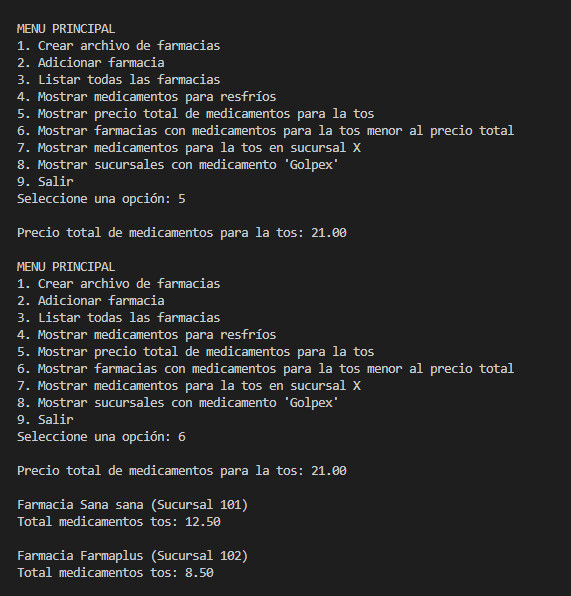 MENU PRINCIPAL
1. Crear archivo de farmacias
2. Adicionar farmacia
3. Listar todas las farmacias
4. Mostrar medicamentos para resfríos
5. Mostrar precio total de medicamentos para la tos
6. Mostrar farmacias con medicamentos para la tos menor al precio total
7. Mostrar medicamentos para la tos en sucursal X
8. Mostrar sucursales con medicamento 'Golpex'
9. Salir
Seleccione una opción: 5
Precio total de medicamentos para la tos: 21.00
MENU PRINCIPAL
1. Crear archivo de farmacias
2. Adicionar farmacia
3. Listar todas las farmacias
4. Mostrar medicamentos para resfríos
5. Mostrar precio total de medicamentos para la tos
6. Mostrar farmacias con medicamentos para la tos menor al precio total
7. Mostrar medicamentos para la tos en sucursal X
8. Mostrar sucursales con medicamento 'Golpex'
9. Salir
Seleccione una opción: 6
Precio total de medicamentos para la tos: 21.00
Farmacia Sana sana (Sucursal 101)
Total medicamentos tos: 12.50
Farmacia Farmaplus (Sucursal 102)
Total medicamentos tos: 8.50